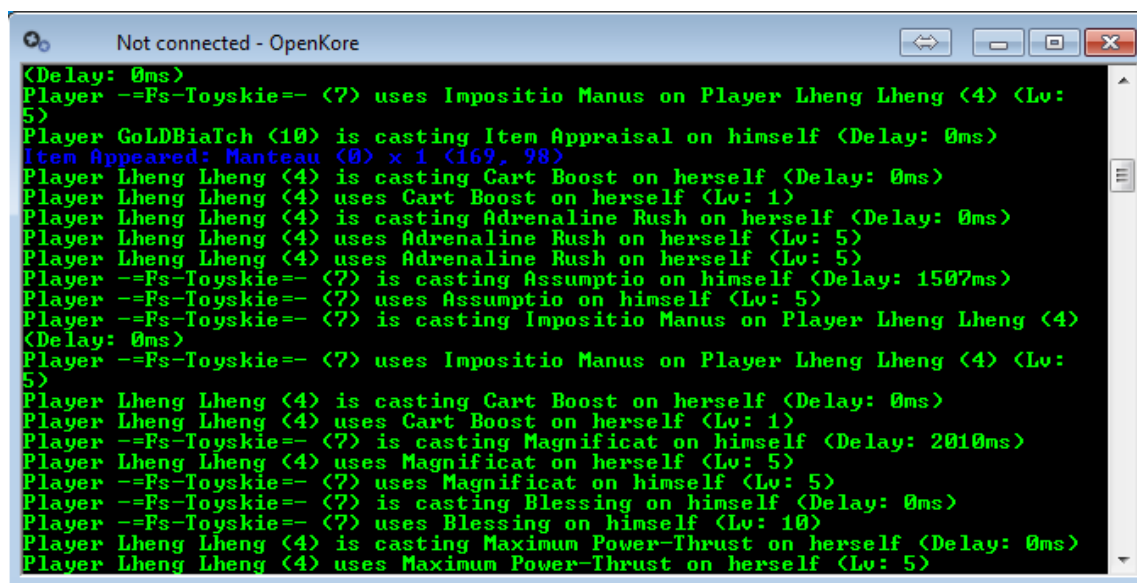 Not connected - OpenKore
(Delay: 0ms)
Player -=Fs-Toyskie=- (7) uses Impositio Manus on Player Lheng Lheng (4) (Lv:
5)
Player GoLDBiaTch (10) is casting Item Appraisal on himself (Delay: 0ms)
Item Appeared: Manteau (0) x 1 (169, 98)
Player Lheng Lheng (4) is casting Cart Boost on herself (Delay: 0ms)
Player Lheng Lheng (4) uses Cart Boost on herself (Lv: 1)
Player Lheng Lheng (4) is casting Adrenaline Rush on herself (Delay: 0ms)
Player Lheng Lheng (4) uses Adrenaline Rush on herself (Lv: 5)
Player Lheng Lheng (4) uses Adrenaline Rush on herself (Lv: 5)
Player -=Fs-Toyskie=- (7) is casting Assumptio on himself (Delay: 1507ms)
Player -=Fs-Toyskie=- (7) uses Assumptio on himself (Lv: 5)
Player -=Fs-Toyskie=- (7) is casting Impositio Manus on Player Lheng Lheng (4)
(Delay: 0ms)
Player -=Fs-Toyskie=- (7) uses Impositio Manus on Player Lheng Lheng (4) (Lv:
5)
Player Lheng Lheng (4) is casting Cart Boost on herself (Delay: 0ms)
Player Lheng Lheng (4) uses Cart Boost on herself (Lv: 1)
Player -=Fs-Toyskie=- (7) is casting Magnificat on himself (Delay: 2010ms)
Player Lheng Lheng (4) uses Magnificat on herself (Lv: 5)
Player -=Fs-Toyskie=- (7) uses Magnificat on himself (Lv: 5)
Player -=Fs-Toyskie=- (7) is casting Blessing on himself (Delay: 0ms)
Player -=Fs-Toyskie=- (7) uses Blessing on himself (Lv: 10)
Player Lheng Lheng (4) is casting Maximum Power-Thrust on herself (Delay: 0ms)
Player Lheng Lheng (4) uses Maximum Power-Thrust on herself (Lv: 5)